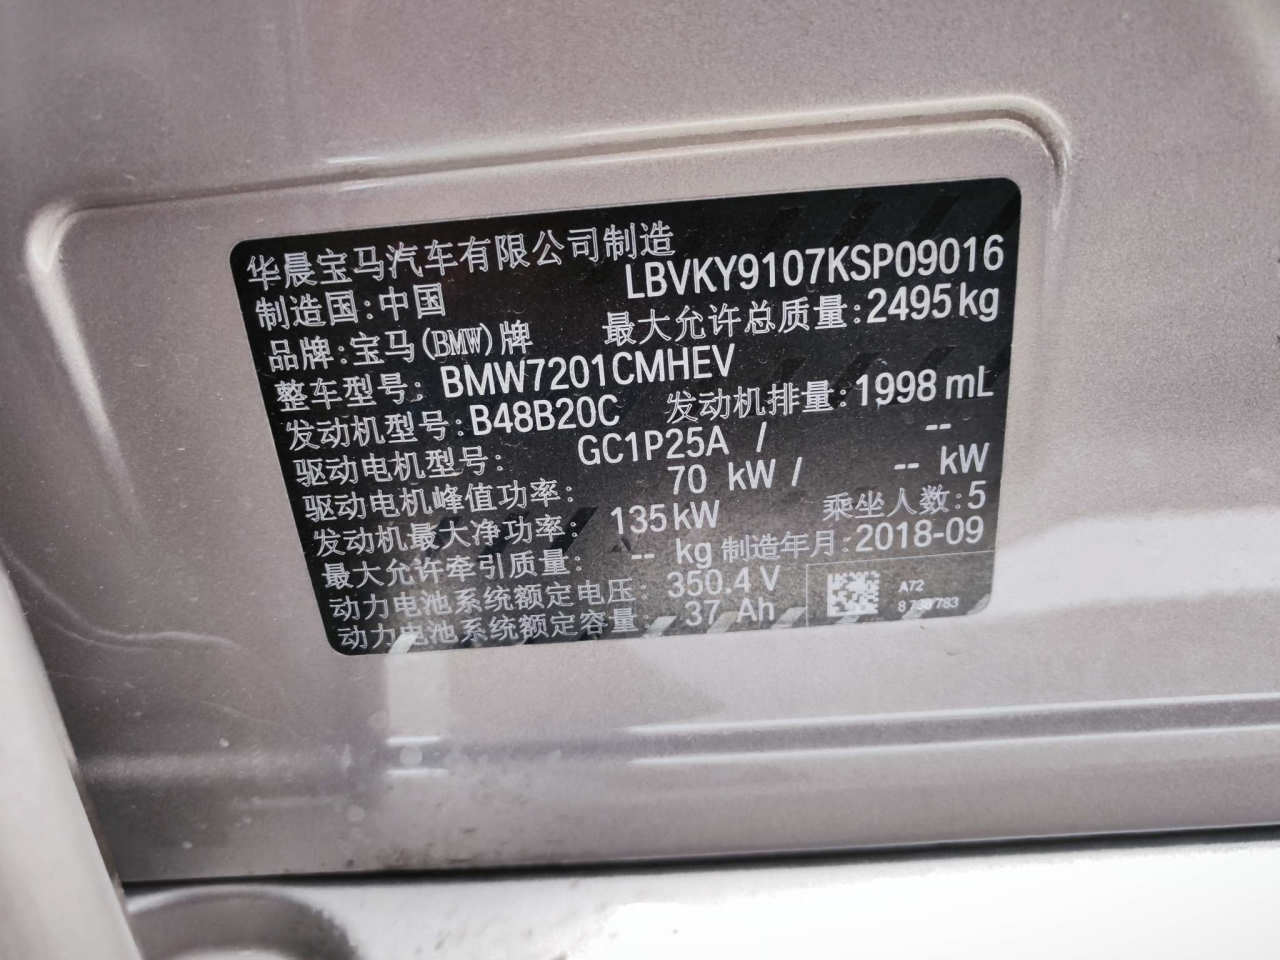 华晨宝马汽车有限公司制造
LBVKY9107KSP09016
制造国:中国
最大允许总质量:2495kg
品牌:宝马(BMW)牌
整车型号: BMW7201CMHEV
发动机型号:B48B20C 发动机排量:1998 mL
驱动电机型号: GC1P25A / --
驱动电机峰值功率: 70 kW / -- kW
发动机最大净功率: 135kW 乘坐人数:5
最大允许牵引质量: -- kg 制造年月:2018-09
动力电池系统额定电压: 350.4 V
动力电池系统额定容量: 37 Ah
A72